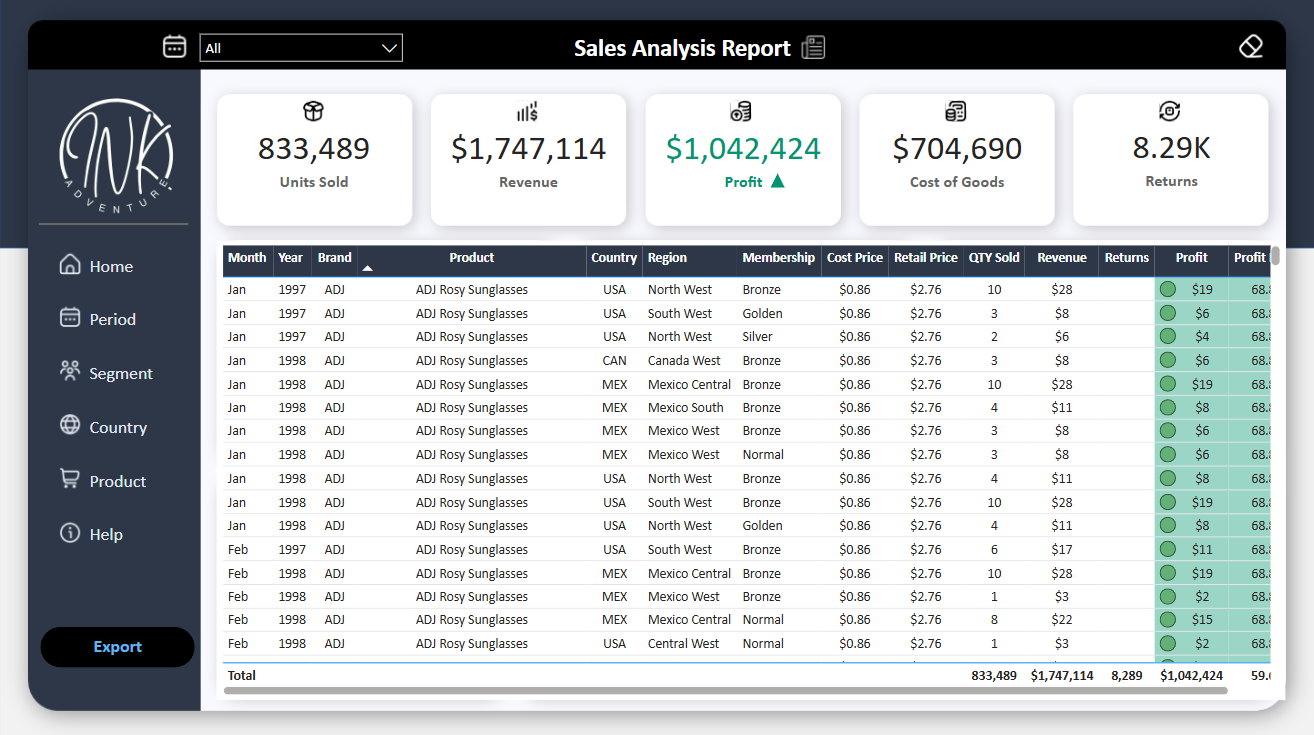 All
Sales Analysis Report
NK
ADVENTURE.
Home
Period
Segment
Country
Product
Help
Export
833,489
Units Sold
$1,747,114
Revenue
$1,042,424
Profit
$704,690
Cost of Goods
8.29K
Returns
Month Year Brand Product Country Region Membership Cost Price Retail Price QTY Sold Revenue Returns Profit Profit
Jan 1997 ADJ ADJ Rosy Sunglasses USA North West Bronze $0.86 $2.76 10 $28 $19 68.8
Jan 1997 ADJ ADJ Rosy Sunglasses USA South West Golden $0.86 $2.76 3 $8 $6 68.8
Jan 1997 ADJ ADJ Rosy Sunglasses USA North West Silver $0.86 $2.76 2 $6 $4 68.8
Jan 1998 ADJ ADJ Rosy Sunglasses CAN Canada West Bronze $0.86 $2.76 3 $8 $6 68.8
Jan 1998 ADJ ADJ Rosy Sunglasses MEX Mexico Central Bronze $0.86 $2.76 10 $28 $19 68.8
Jan 1998 ADJ ADJ Rosy Sunglasses MEX Mexico South Bronze $0.86 $2.76 4 $11 $8 68.8
Jan 1998 ADJ ADJ Rosy Sunglasses MEX Mexico West Bronze $0.86 $2.76 3 $8 $6 68.8
Jan 1998 ADJ ADJ Rosy Sunglasses MEX Mexico West Normal $0.86 $2.76 3 $8 $6 68.8
Jan 1998 ADJ ADJ Rosy Sunglasses USA North West Bronze $0.86 $2.76 4 $11 $8 68.8
Jan 1998 ADJ ADJ Rosy Sunglasses USA South West Bronze $0.86 $2.76 10 $28 $19 68.8
Jan 1998 ADJ ADJ Rosy Sunglasses USA North West Golden $0.86 $2.76 4 $11 $8 68.8
Feb 1997 ADJ ADJ Rosy Sunglasses USA South West Bronze $0.86 $2.76 6 $17 $11 68.8
Feb 1998 ADJ ADJ Rosy Sunglasses MEX Mexico Central Bronze $0.86 $2.76 10 $28 $19 68.8
Feb 1998 ADJ ADJ Rosy Sunglasses MEX Mexico West Bronze $0.86 $2.76 1 $3 $2 68.8
Feb 1998 ADJ ADJ Rosy Sunglasses MEX Mexico Central Normal $0.86 $2.76 8 $22 $15 68.8
Feb 1998 ADJ ADJ Rosy Sunglasses USA Central West Normal $0.86 $2.76 1 $3 $2 68.8
Total 833,489 $1,747,114 8,289 $1,042,424 59.